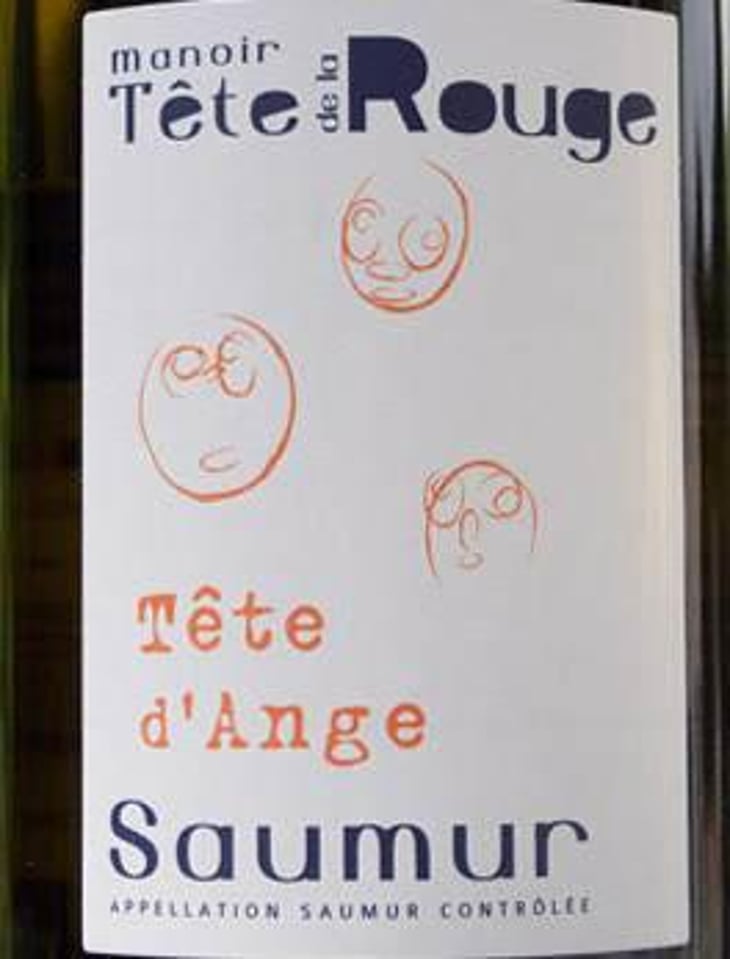 manoir
Tête de la Rouge
Tête
d'Ange
Saumur
APPELLATION SAUMUR CONTRÔLÉE